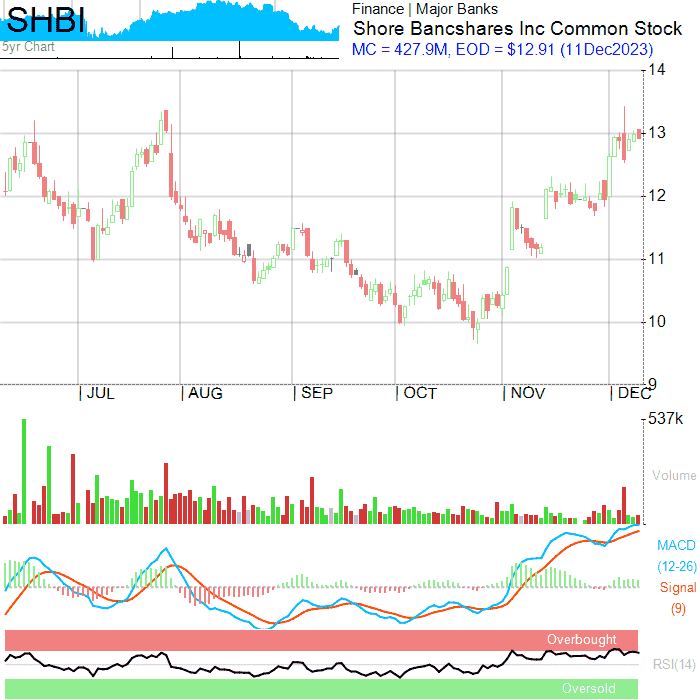 SHBI
5yr Chart
Finance | Major Banks
Shore Bancshares Inc Common Stock
MC = 427.9M, EOD = $12.91 (11Dec2023)
14
13
12
11
10
9
| JUL | AUG | SEP | OCT | NOV | DEC
537k
Volume
MACD
(12-26)
Signal
(9)
Overbought
RSI(14)
Oversold